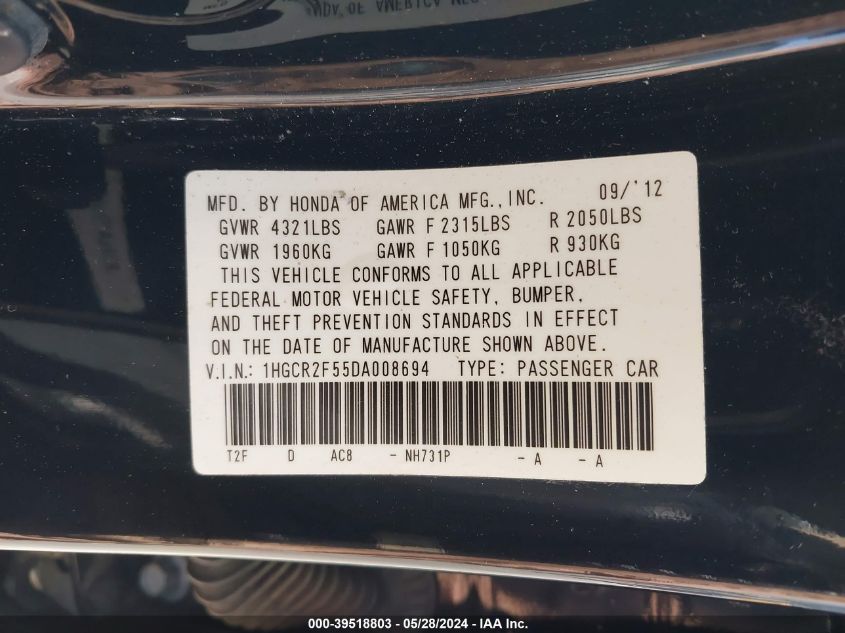 MFD. BY HONDA OF AMERICA MFG., INC. 09/'12
GVWR 4321LBS GAWR F 2315LBS R 2050LBS
GVWR 1960KG GAWR F 1050KG R 930KG
THIS VEHICLE CONFORMS TO ALL APPLICABLE
FEDERAL MOTOR VEHICLE SAFETY, BUMPER,
AND THEFT PREVENTION STANDARDS IN EFFECT
ON THE DATE OF MANUFACTURE SHOWN ABOVE.
V.I.N.: 1HGCR2F55DA008694 TYPE: PASSENGER CAR
T2F D AC8 - NH731P - A - A
000-39518803 - 05/28/2024 - IAA Inc.